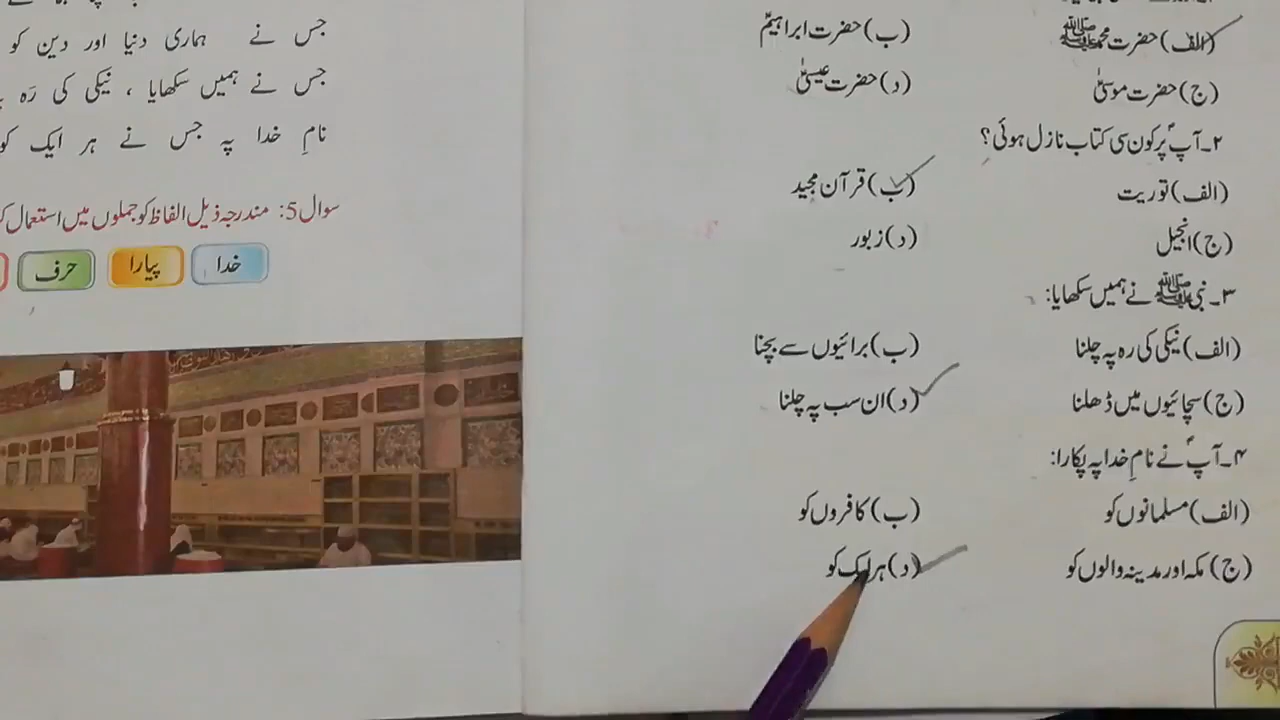 (الف) حضرت محمد ﷺ (ب) حضرت ابراہیمؑ
(ج) حضرت موسیٰؑ (د) حضرت عیسیٰؑ
۲۔ آپؐ پر کون سی کتاب نازل ہوئی؟
(الف) توریت (ب) قرآن مجید
(ج) انجیل (د) زبور
۳۔ نبی ﷺ نے ہمیں سکھایا:
(الف) نیکی کی رہ پہ چلنا (ب) برائیوں سے بچنا
(ج) سچائیوں میں ڈھلنا (د) ان سب پہ چلنا
۴۔ آپؐ نے نامِ خدا پہ پکارا:
(الف) مسلمانوں کو (ب) کافروں کو
(ج) مکہ اور مدینہ والوں کو (د) ہر ایک کو
جس نے ہماری دنیا اور دین کو
جس نے ہمیں سکھایا ، نیکی کی رَہ
نامِ خدا پہ جس نے ہر ایک کو
سوال 5: مندرجہ ذیل الفاظ کو جملوں میں استعمال
خدا پیارا حرف